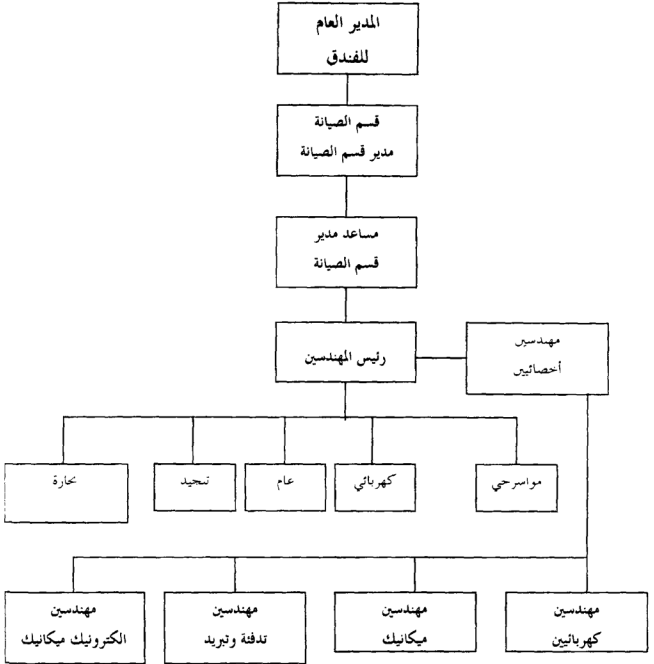 المدير العام
للفندق
قسم الصيانة
مدير قسم الصيانة
مساعد مدير
قسم الصيانة
رئيس المهندسين
مهندسين
أخصائيين
مواسرجي
كهربائي
عام
تنجيد
نجارة
مهندسين
كهربائيين
مهندسين
ميكانيك
مهندسين
تدفئة وتبريد
مهندسين
الكترونيك ميكانيك